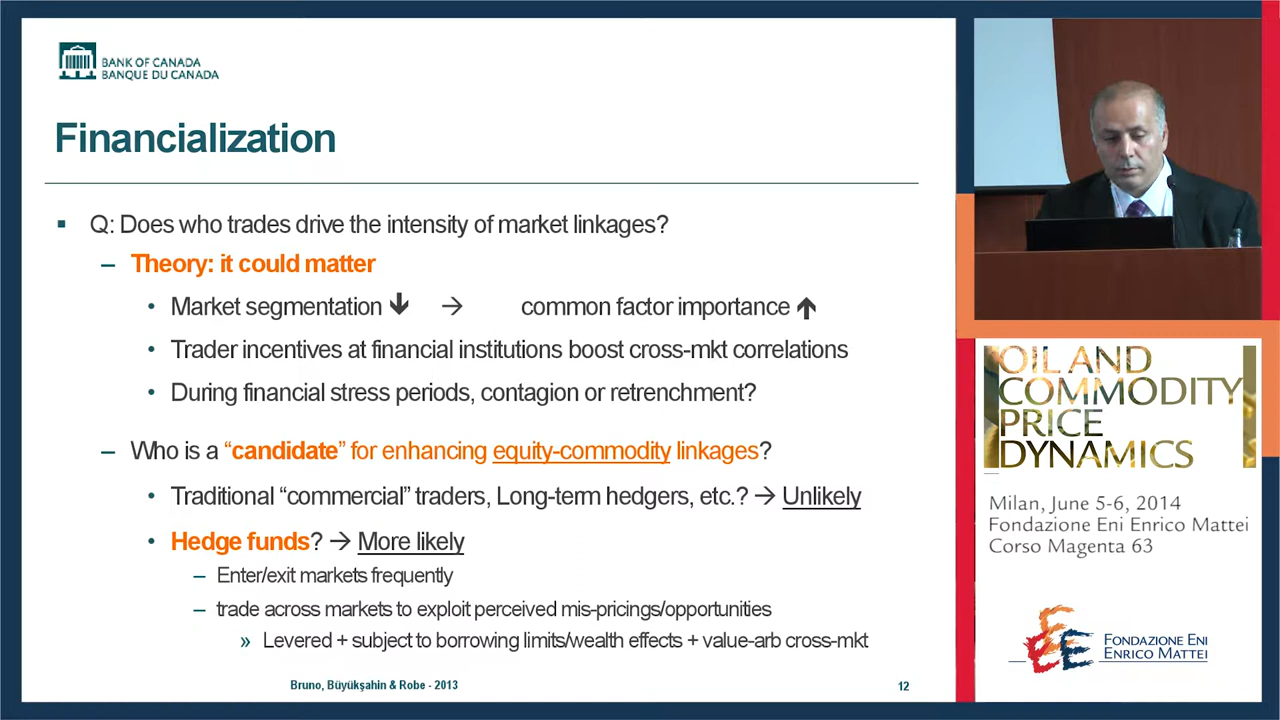 BANK OF CANADA
BANQUE DU CANADA
Financialization
▪ Q: Does who trades drive the intensity of market linkages?
– Theory: it could matter
• Market segmentation 🡻 → common factor importance 🡹
• Trader incentives at financial institutions boost cross-mkt correlations
• During financial stress periods, contagion or retrenchment?
– Who is a “candidate” for enhancing equity-commodity linkages?
• Traditional “commercial” traders, Long-term hedgers, etc.? → Unlikely
• Hedge funds? → More likely
– Enter/exit markets frequently
– trade across markets to exploit perceived mis-pricings/opportunities
» Levered + subject to borrowing limits/wealth effects + value-arb cross-mkt
Bruno, Büyükşahin & Robe - 2013
12
OIL AND
COMMODITY
PRICE
DYNAMICS
Milan, June 5-6, 2014
Fondazione Eni Enrico Mattei
Corso Magenta 63
FONDAZIONE ENI
ENRICO MATTEI